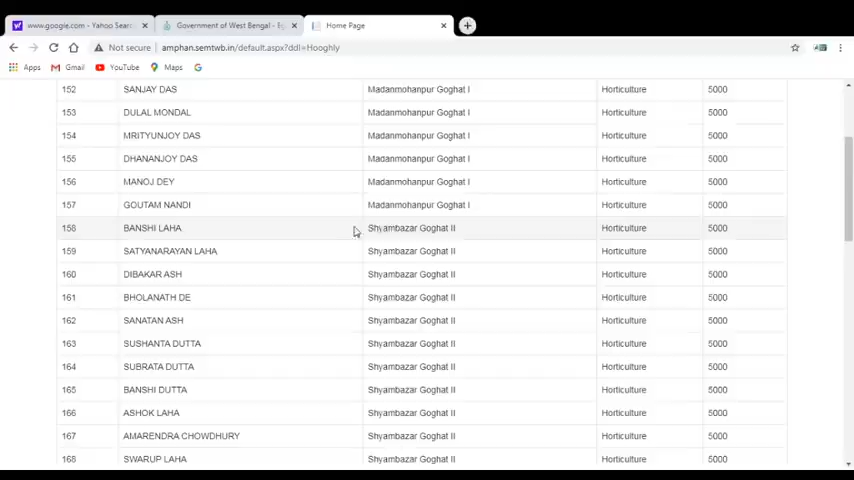 www.googie.com - Yahoo Sear
Government of West Bengal - Eg
Home Page
Not secure amphan.semtwb.in/default.aspx?ddl=Hooghly
Apps Gmail YouTube Maps
152 SANJAY DAS Madanmohanpur Goghat I Horticulture 5000
153 DULAL MONDAL Madanmohanpur Goghat I Horticulture 5000
154 MRITYUNJOY DAS Madanmohanpur Goghat I Horticulture 5000
155 DHANANJOY DAS Madanmohanpur Goghat I Horticulture 5000
156 MANOJ DEY Madanmohanpur Goghat I Horticulture 5000
157 GOUTAM NANDI Madanmohanpur Goghat I Horticulture 5000
158 BANSHI LAHA Shyambazar Goghat II Horticulture 5000
159 SATYANARAYAN LAHA Shyambazar Goghat II Horticulture 5000
160 DIBAKAR ASH Shyambazar Goghat II Horticulture 5000
161 BHOLANATH DE Shyambazar Goghat II Horticulture 5000
162 SANATAN ASH Shyambazar Goghat II Horticulture 5000
163 SUSHANTA DUTTA Shyambazar Goghat II Horticulture 5000
164 SUBRATA DUTTA Shyambazar Goghat II Horticulture 5000
165 BANSHI DUTTA Shyambazar Goghat II Horticulture 5000
166 ASHOK LAHA Shyambazar Goghat II Horticulture 5000
167 AMARENDRA CHOWDHURY Shyambazar Goghat II Horticulture 5000
168 SWARUP LAHA Shyambazar Goghat II Horticulture 5000